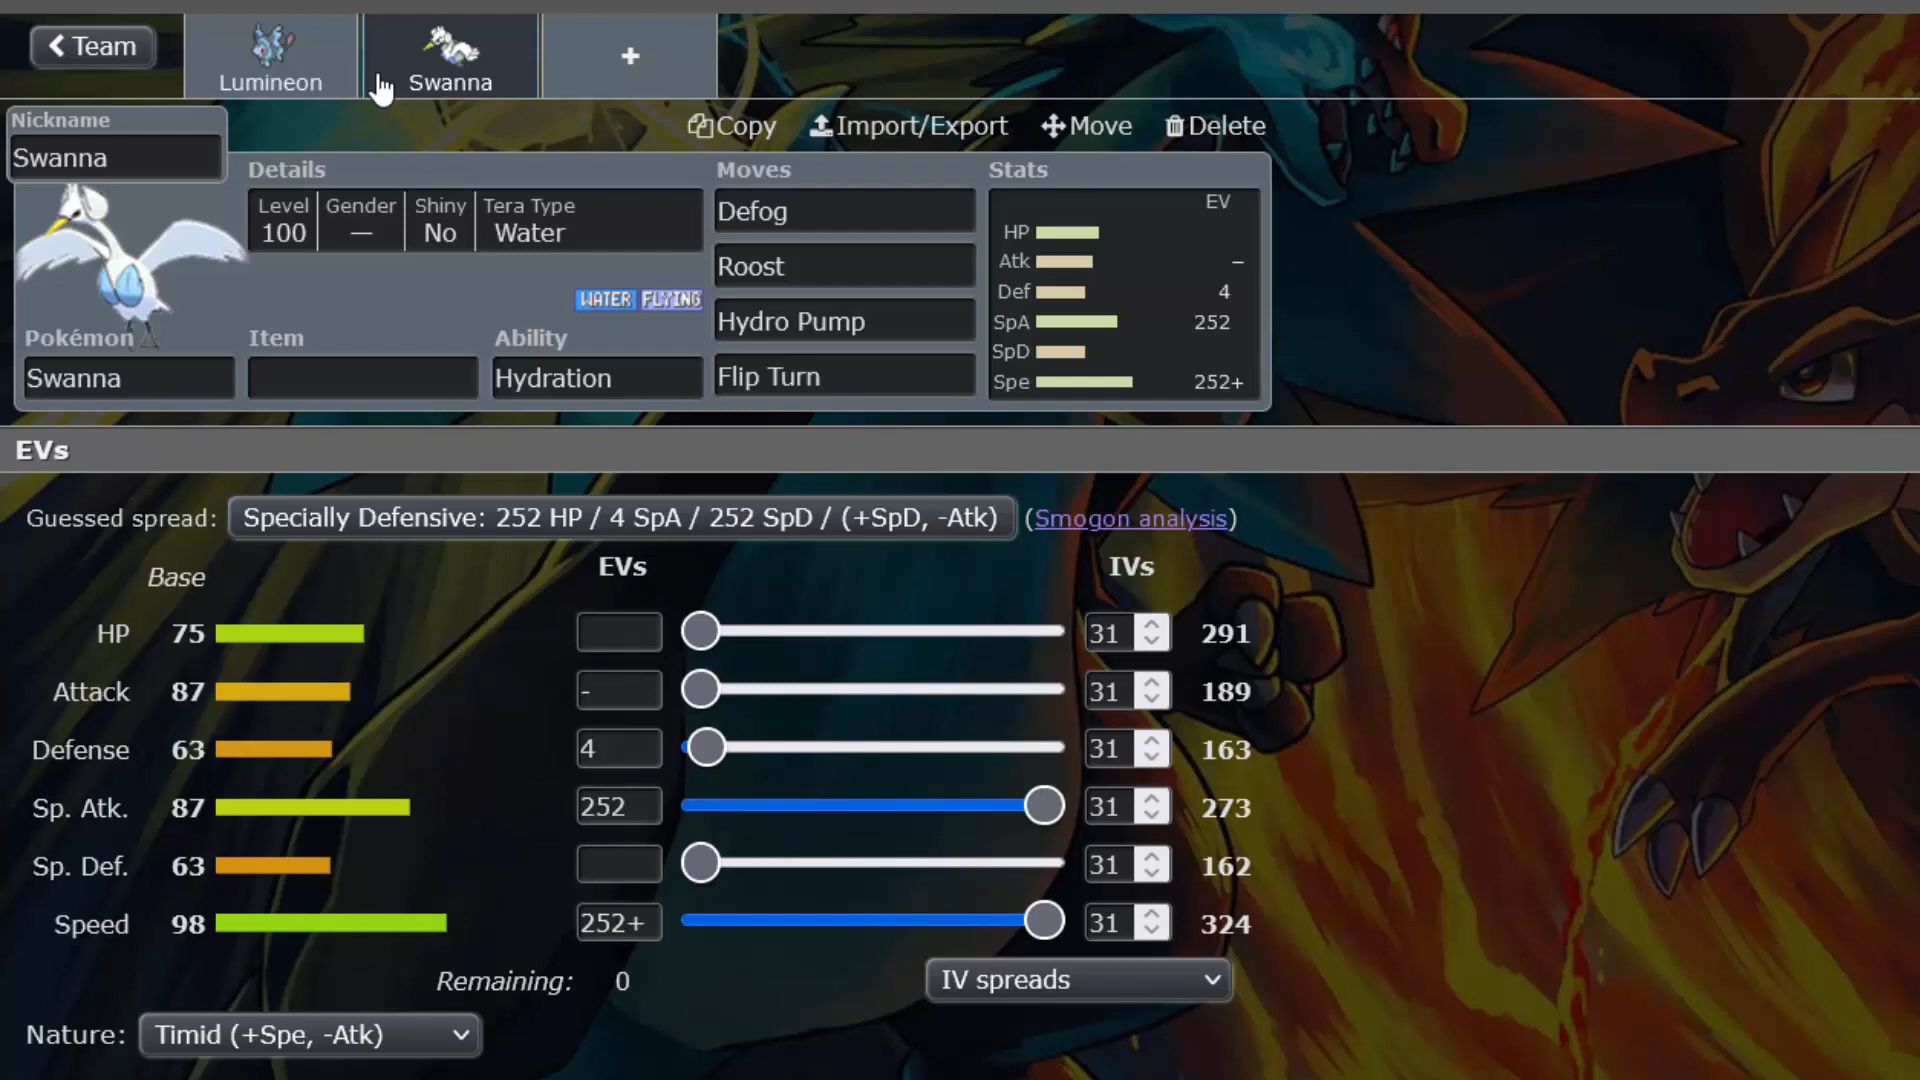 Team
Lumineon
Swanna
+
Nickname
Swanna
Copy
Import/Export
Move
Delete
Details
Level
100
Gender
—
Shiny
No
Tera Type
Water
WATER
FLYING
Pokémon
Swanna
Item
Ability
Hydration
Moves
Defog
Roost
Hydro Pump
Flip Turn
Stats
EV
HP
Atk –
Def 4
SpA 252
SpD
Spe 252+
EVs
Guessed spread: Specially Defensive: 252 HP / 4 SpA / 252 SpD / (+SpD, -Atk) (Smogon analysis)
Base EVs IVs
HP 75 31 291
Attack 87 - 31 189
Defense 63 4 31 163
Sp. Atk. 87 252 31 273
Sp. Def. 63 31 162
Speed 98 252+ 31 324
Remaining: 0 IV spreads
Nature: Timid (+Spe, -Atk)